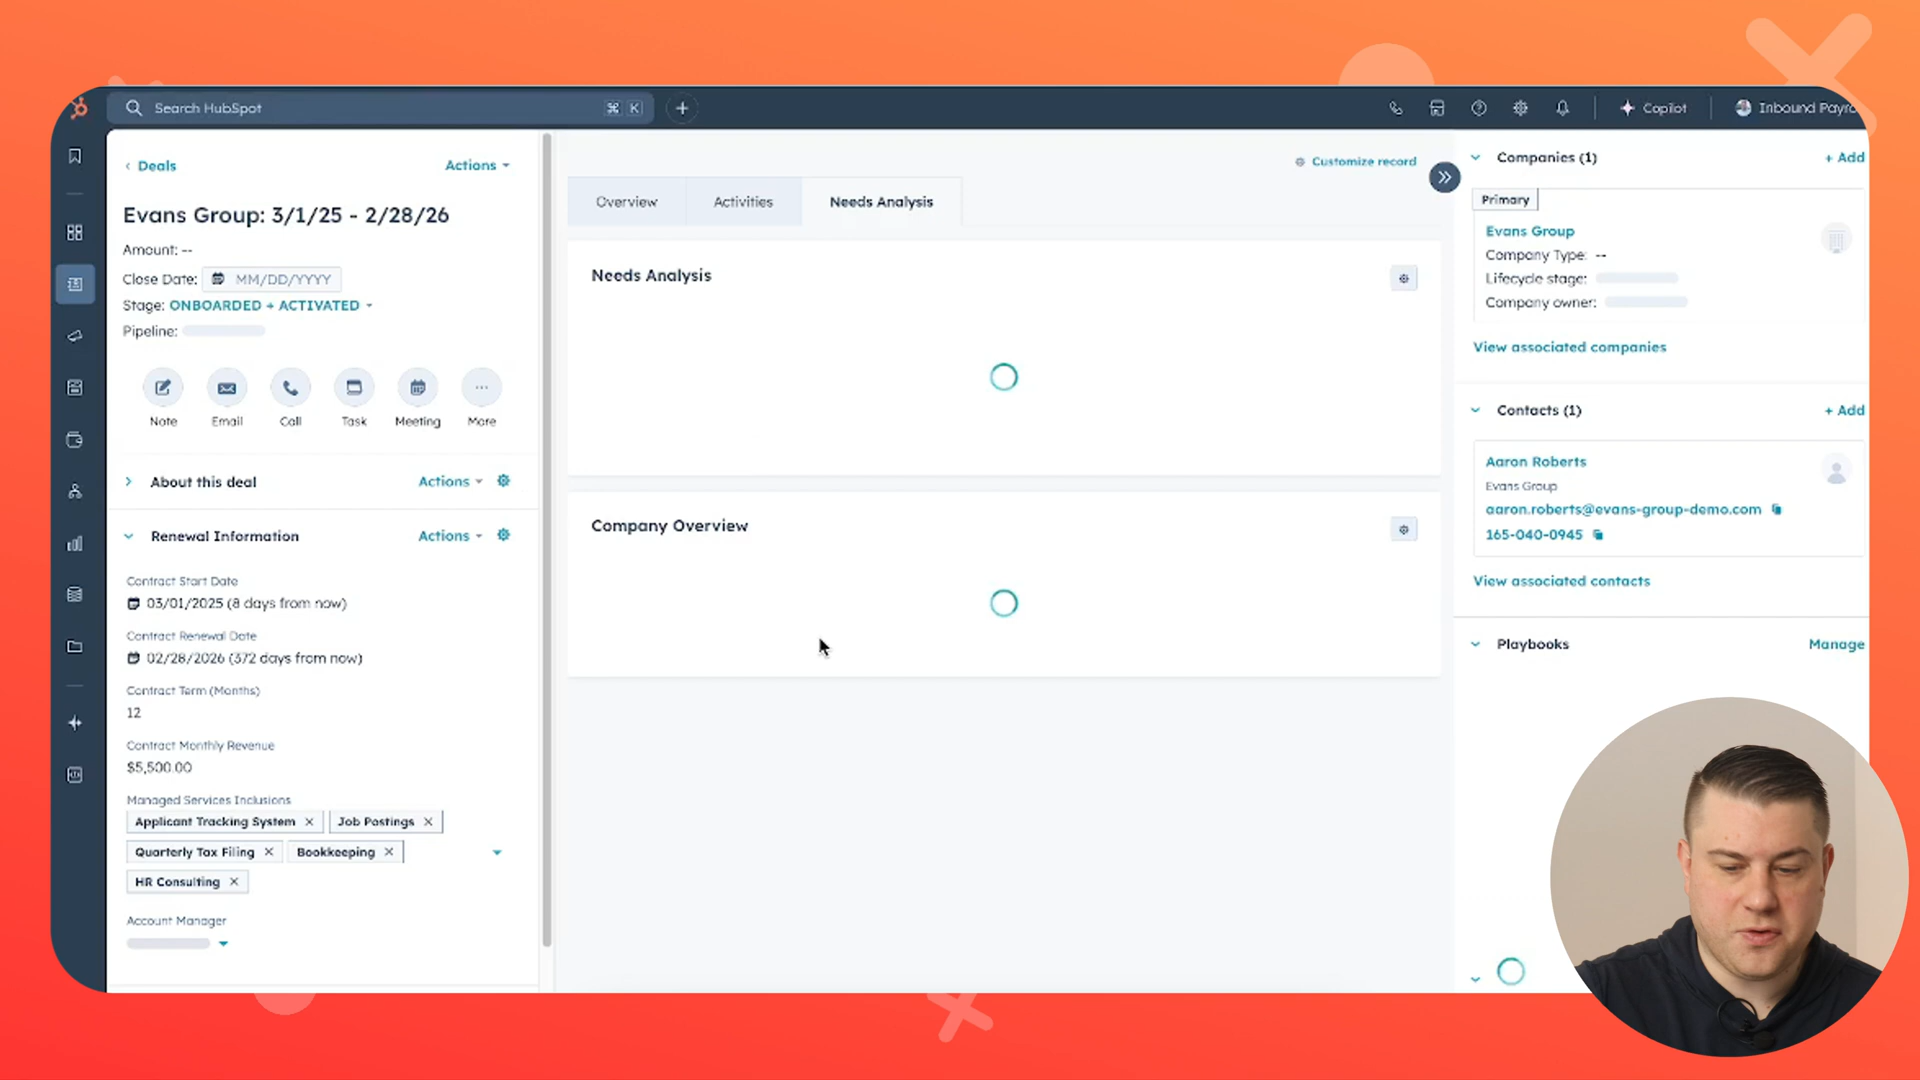 Search HubSpot
⌘ K
+
Copilot
Inbound Payro
Deals
Actions
Evans Group: 3/1/25 - 2/28/26
Amount: --
Close Date: MM/DD/YYYY
Stage: ONBOARDED + ACTIVATED
Pipeline:
Note
Email
Call
Task
Meeting
More
About this deal
Actions
Renewal Information
Actions
Contract Start Date
03/01/2025 (8 days from now)
Contract Renewal Date
02/28/2026 (372 days from now)
Contract Term (Months)
12
Contract Monthly Revenue
$5,500.00
Managed Services Inclusions
Applicant Tracking System
Job Postings
Quarterly Tax Filing
Bookkeeping
HR Consulting
Account Manager
Customize record
Overview
Activities
Needs Analysis
Needs Analysis
Company Overview
Companies (1)
+ Add
Primary
Evans Group
Company Type: --
Lifecycle stage:
Company owner:
View associated companies
Contacts (1)
+ Add
Aaron Roberts
Evans Group
aaron.roberts@evans-group-demo.com
165-040-0945
View associated contacts
Playbooks
Manage